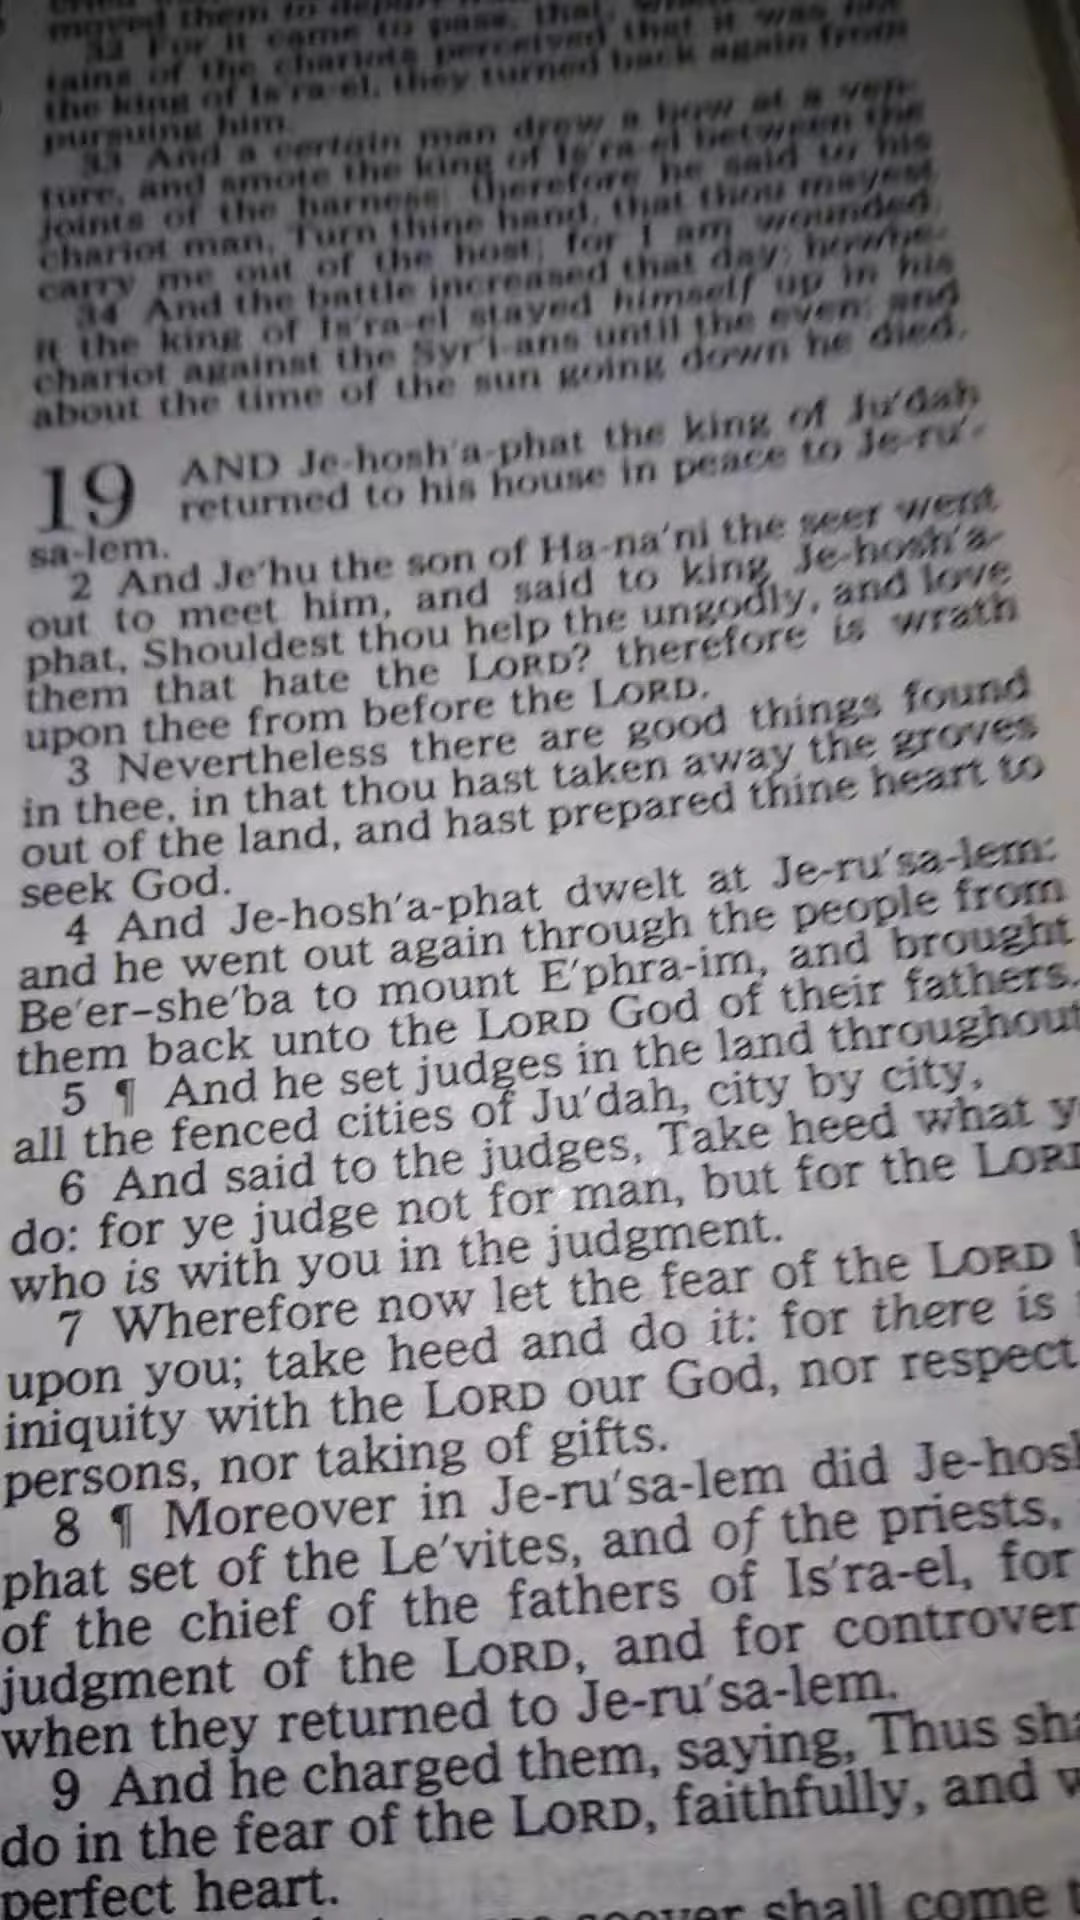 moved them to depart
32 For it came to pass, that,
tains of the chariots perceived that it was not
the king of Is'ra-el, they turned back again from
pursuing him.
33 And a certain man drew a bow at a ven-
ture, and smote the king of Is'ra-el between the
joints of the harness: therefore he said to his
chariot man, Turn thine hand, that thou mayest
carry me out of the host; for I am wounded.
34 And the battle increased that day: howbe-
it the king of Is'ra-el stayed himself up in his
chariot against the Syr'i-ans until the even: and
about the time of the sun going down he died.
19 AND Je-hosh'a-phat the king of Ju'dah
returned to his house in peace to Je-ru'-
sa-lem.
2 And Je'hu the son of Ha-na'ni the seer went
out to meet him, and said to king Je-hosh'a-
phat, Shouldest thou help the ungodly, and love
them that hate the LORD? therefore is wrath
upon thee from before the LORD.
3 Nevertheless there are good things found
in thee, in that thou hast taken away the groves
out of the land, and hast prepared thine heart to
seek God.
4 And Je-hosh'a-phat dwelt at Je-ru'sa-lem:
and he went out again through the people from
Be'er–she'ba to mount E'phra-im, and brought
them back unto the LORD God of their fathers.
5 ¶ And he set judges in the land throughout
all the fenced cities of Ju'dah, city by city,
6 And said to the judges, Take heed what y
do: for ye judge not for man, but for the LORD
who is with you in the judgment.
7 Wherefore now let the fear of the LORD
upon you; take heed and do it: for there is
iniquity with the LORD our God, nor respect
persons, nor taking of gifts.
8 ¶ Moreover in Je-ru'sa-lem did Je-hosh
phat set of the Le'vites, and of the priests,
of the chief of the fathers of Is'ra-el, for
judgment of the LORD, and for controver
when they returned to Je-ru'sa-lem.
9 And he charged them, saying, Thus sha
do in the fear of the LORD, faithfully, and w
perfect heart.
soever shall come t